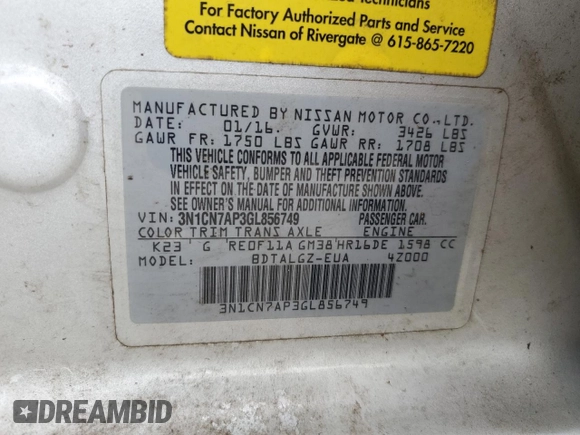 Technicians
For Factory Authorized Parts and Service
Contact Nissan of Rivergate @ 615-865-7220
MANUFACTURED BY NISSAN MOTOR CO.,LTD.
DATE: 01/16. GVWR: 3426 LBS
GAWR FR: 1750 LBS GAWR RR: 1708 LBS
THIS VEHICLE CONFORMS TO ALL APPLICABLE FEDERAL MOTOR
VEHICLE SAFETY, BUMPER AND THEFT PREVENTION STANDARDS
IN EFFECT ON THE DATE OF MANUFACTURE SHOWN ABOVE.
SEE OWNER'S MANUAL FOR ADDITIONAL INFORMATION.
VIN: 3N1CN7AP3GL856749 PASSENGER CAR.
COLOR TRIM TRANS AXLE ENGINE
K23 G RE0F11A GM38 HR16DE 1598 CC
MODEL: BDTALGZ-EUA 4Z000
3N1CN7AP3GL856749
DREAMBID